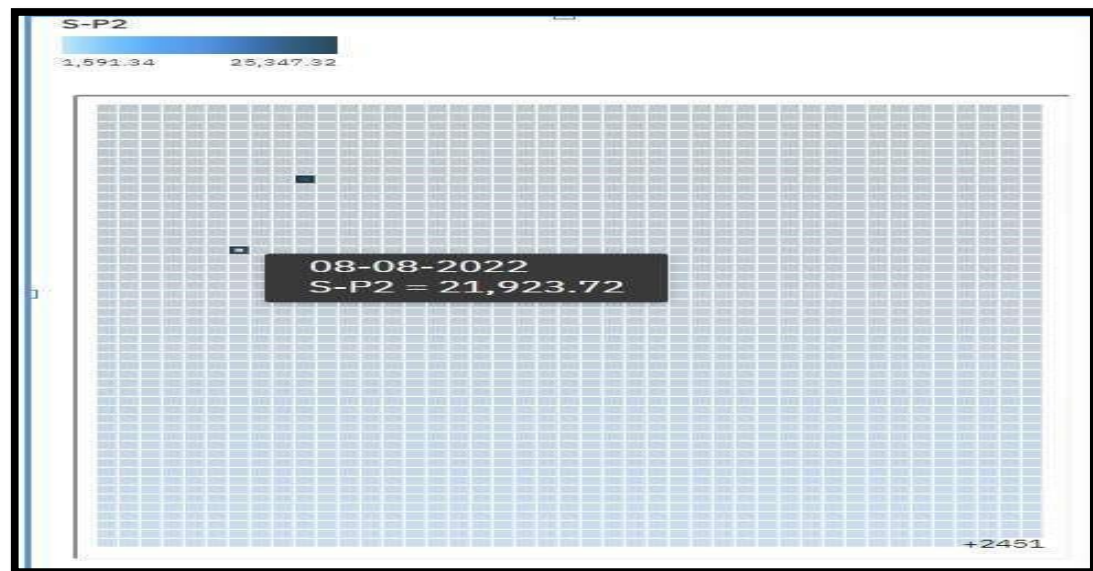 S-P2
1,591.34 25,347.32
08-08-2022
S-P2 = 21,923.72
+2451